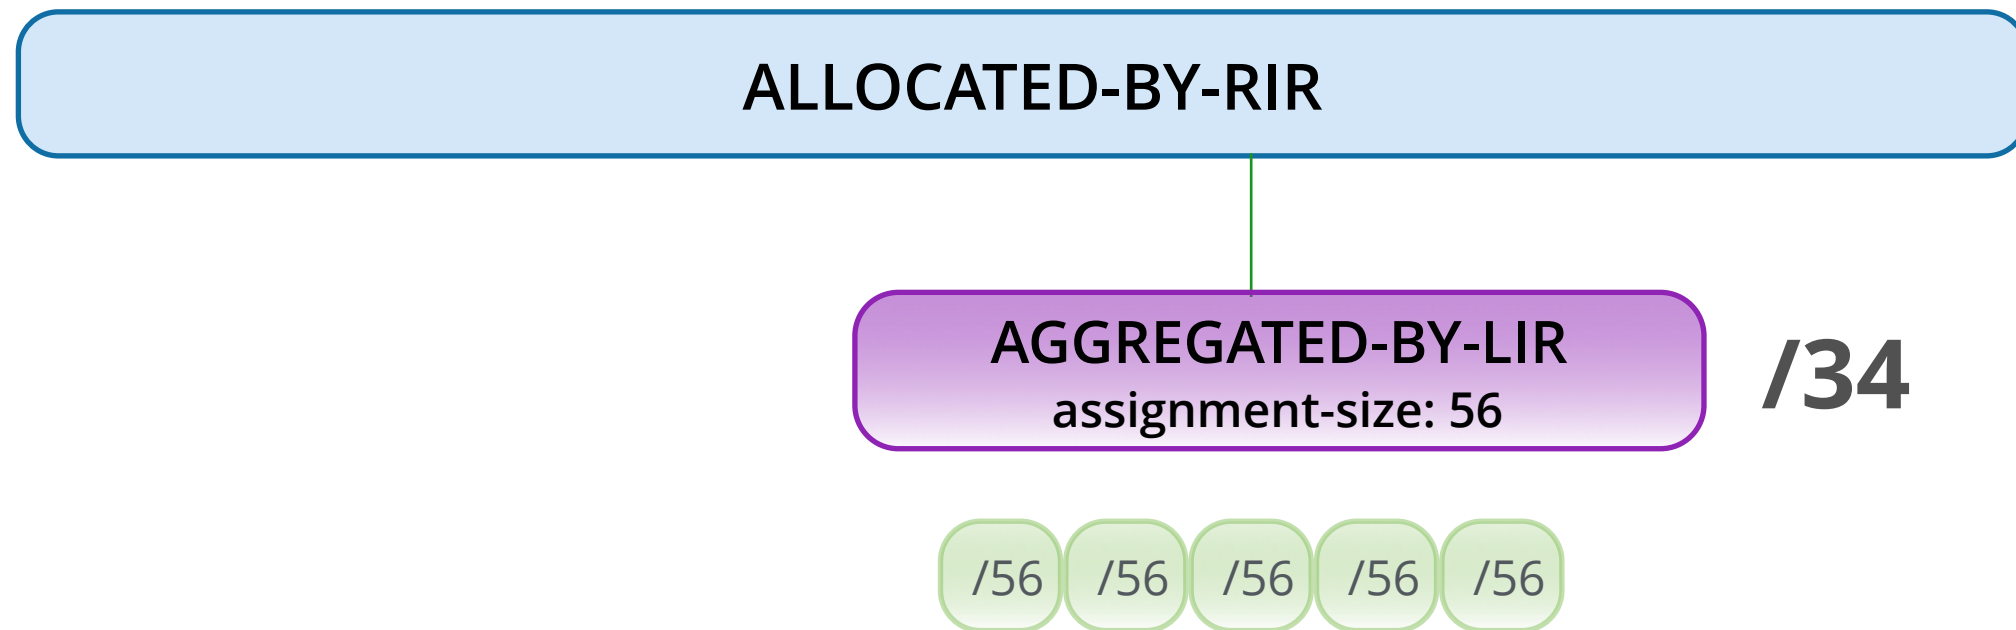 ALLOCATED-BY-RIR
AGGREGATED-BY-LIR
assignment-size: 56
/34
/56 /56 /56 /56 /56